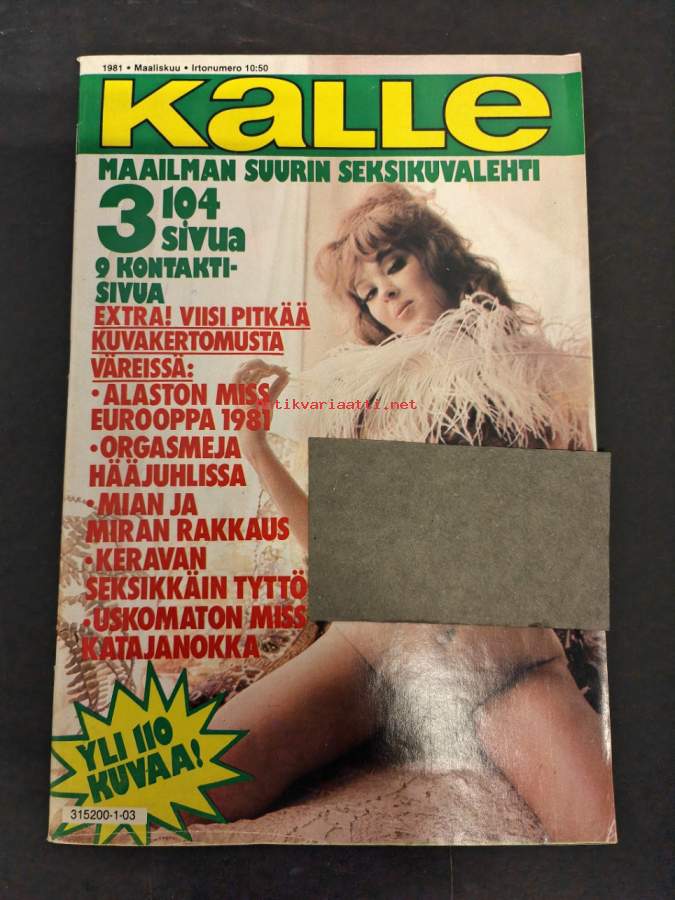 1981 • Maaliskuu • Irtonumero 10:50
KaLLe
MAAILMAN SUURIN SEKSIKUVALEHTI
3 104
sivua
9 KONTAKTI-
SIVUA
EXTRA! VIISI PITKÄÄ
KUVAKERTOMUSTA
VÄREISSÄ:
• ALASTON MISS
EUROOPPA 1981
antikvariaatti.net
• ORGASMEJA
HÄÄJUHLISSA
• MIAN JA
MIRAN RAKKAUS
• KERAVAN
SEKSIKKÄIN TYTTÖ
• USKOMATON MISS
KATAJANOKKA
YLI 110
KUVAA!
315200-1-03